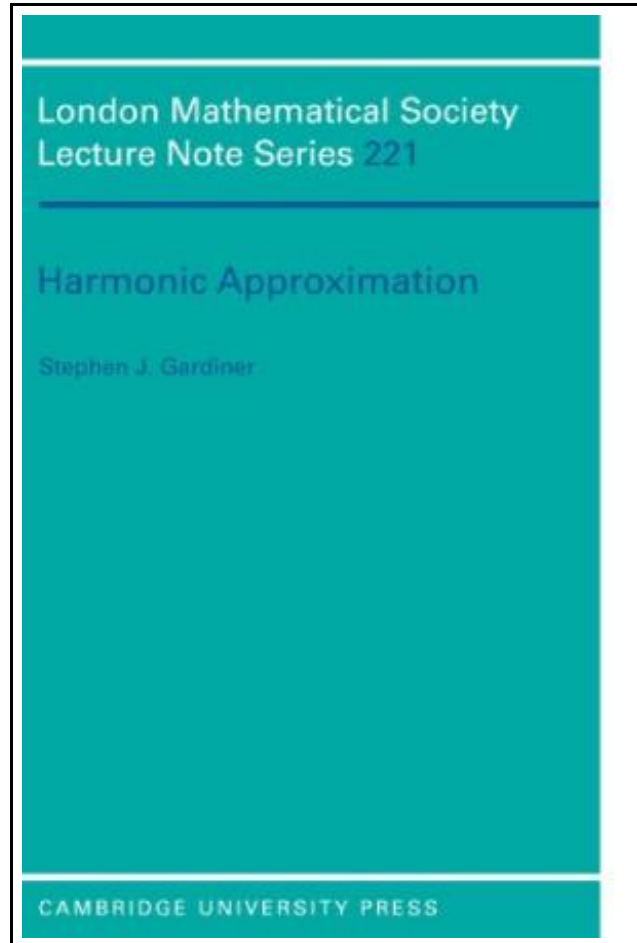 London Mathematical Society
Lecture Note Series 221
Harmonic Approximation
Stephen J. Gardiner
CAMBRIDGE UNIVERSITY PRESS